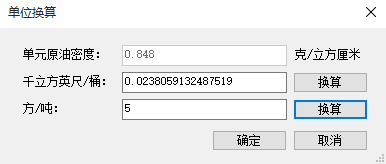 单位换算
单元原油密度： 0.848 克/立方厘米
千立方英尺/桶： 0.0238059132487519 换算
方/吨： 5 换算
确定 取消